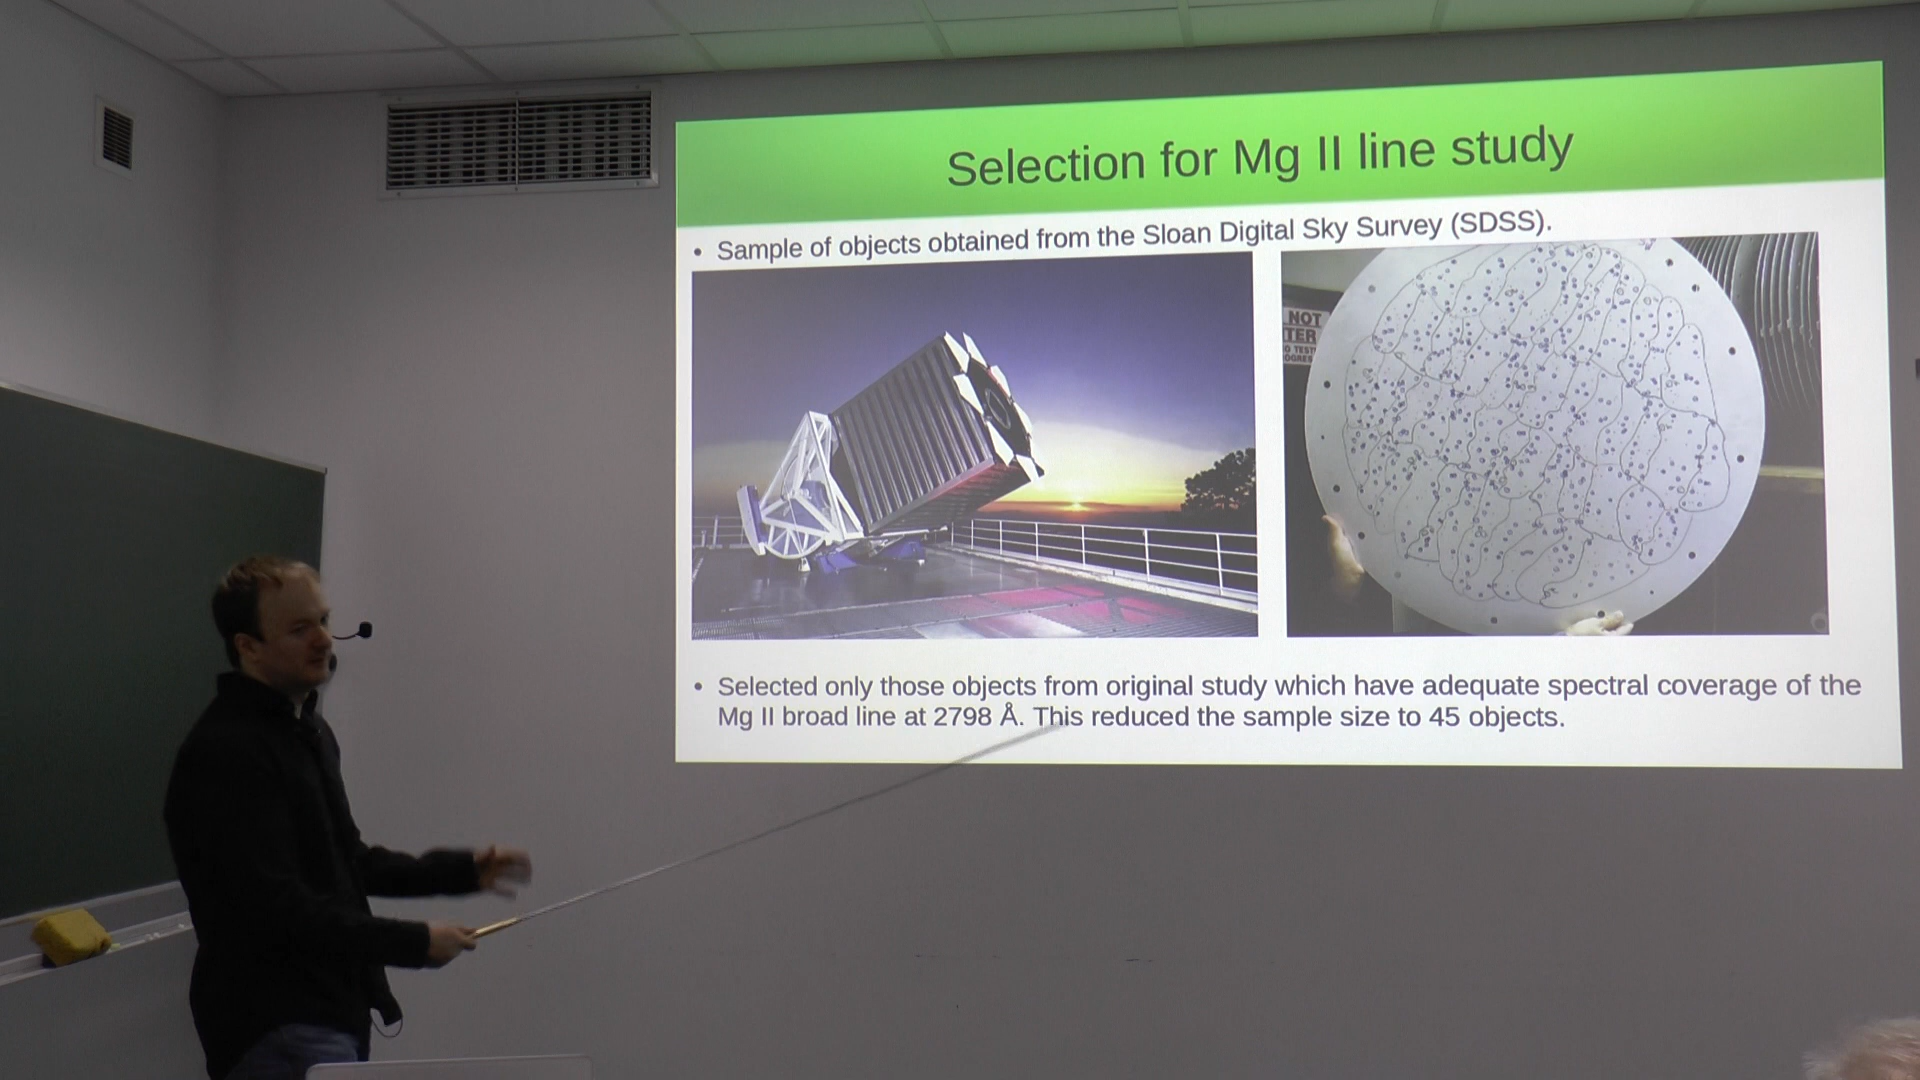 Selection for Mg II line study
• Sample of objects obtained from the Sloan Digital Sky Survey (SDSS).
NOT
TER
• Selected only those objects from original study which have adequate spectral coverage of the
Mg II broad line at 2798 Å. This reduced the sample size to 45 objects.